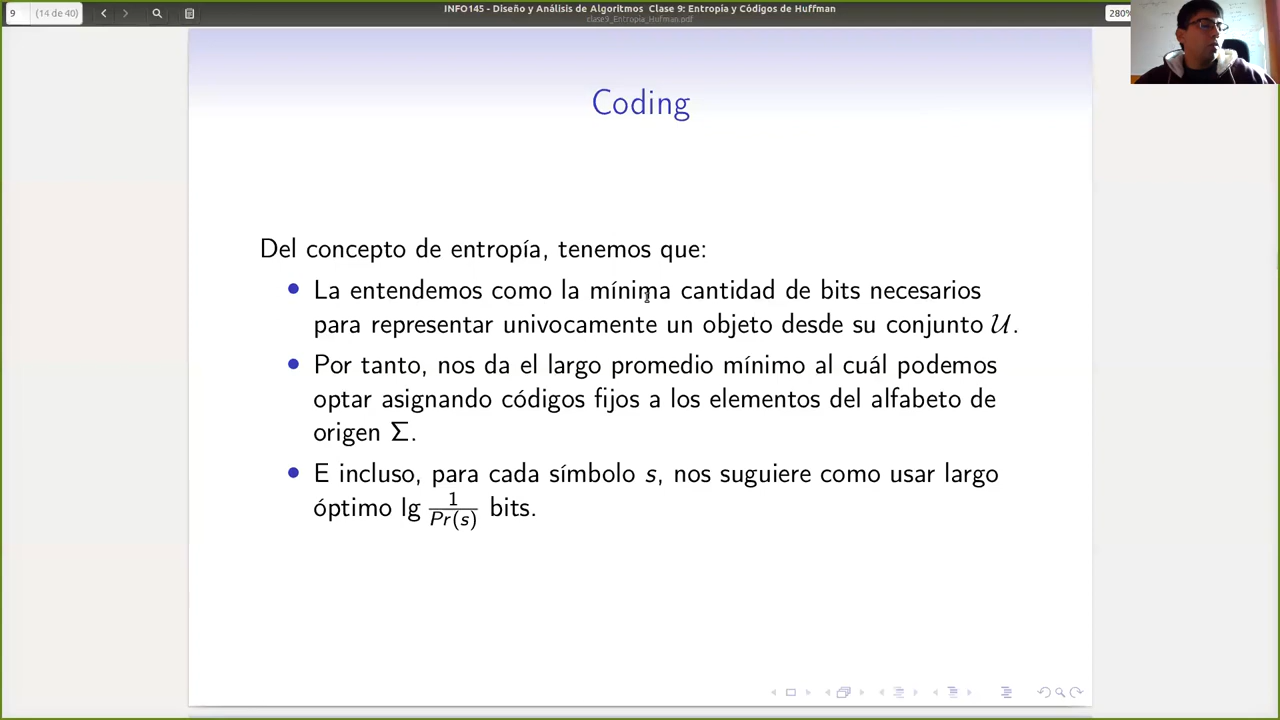 9
(14 de 40)
INFO145 - Diseño y Análisis de Algoritmos  Clase 9: Entropía y Códigos de Huffman
clase9_Entropia_Hufman.pdf
280%
Coding
Del concepto de entropía, tenemos que:
• La entendemos como la mínima cantidad de bits necesarios
para representar univocamente un objeto desde su conjunto 𝒰.
• Por tanto, nos da el largo promedio mínimo al cuál podemos
optar asignando códigos fijos a los elementos del alfabeto de
origen Σ.
• E incluso, para cada símbolo s, nos suguiere como usar largo
óptimo lg 1/Pr(s) bits.